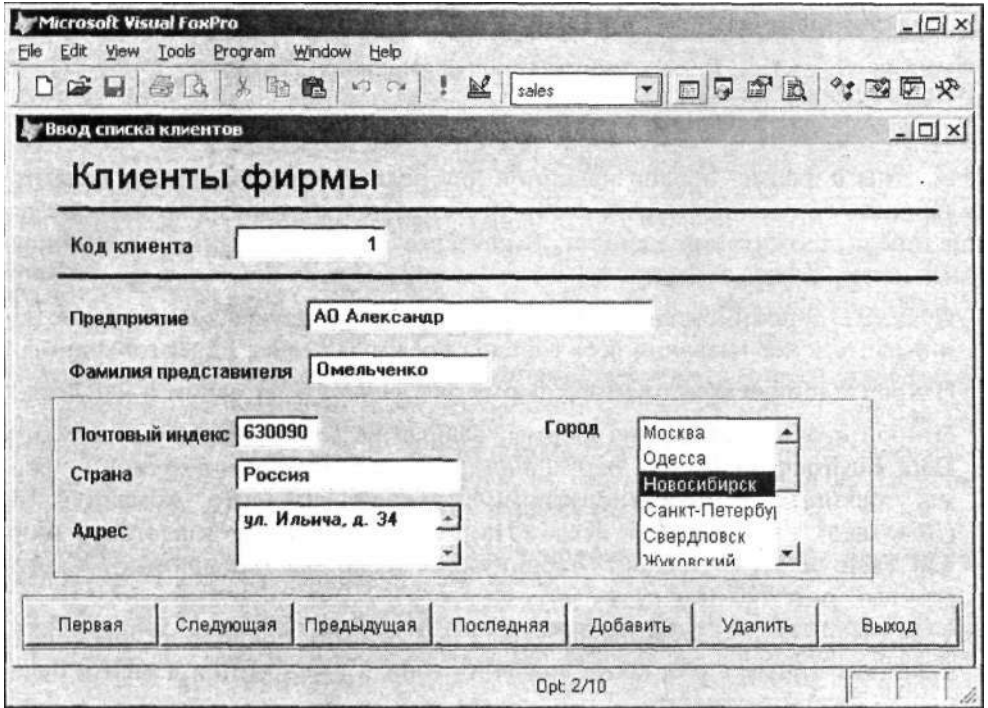 Microsoft Visual FoxPro
File Edit View Tools Program Window Help
sales
Ввод списка клиентов
Клиенты фирмы
Код клиента 1
Предприятие АО Александр
Фамилия представителя Омельченко
Почтовый индекс 630090
Страна Россия
Адрес ул. Ильича, д. 34
Город
Москва
Одесса
Новосибирск
Санкт-Петербу
Свердловск
Жуковский
Первая Следующая Предыдущая Последняя Добавить Удалить Выход
Opt: 2/10